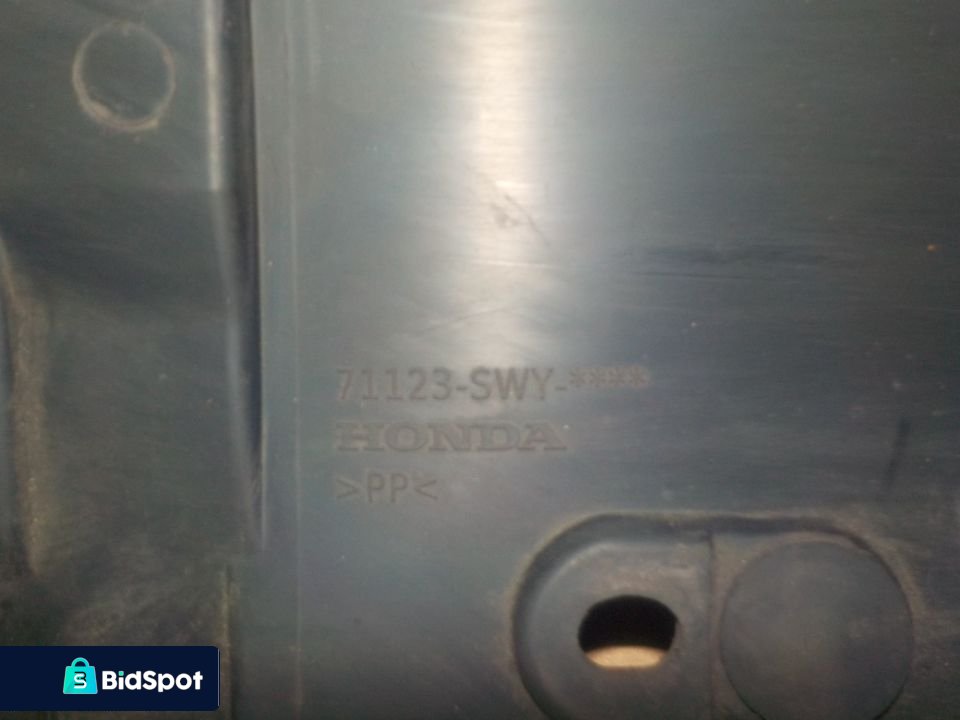 71123-SWY-****
HONDA
>PP<
BidSpot